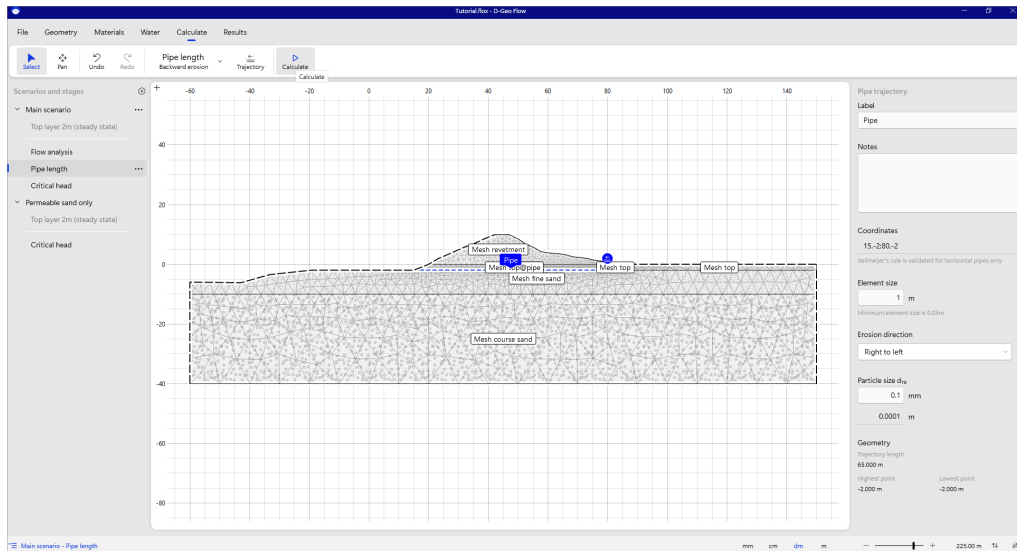 Tutorial.flox - D-Geo Flow
File Geometry Materials Water Calculate Results
Select Pan Undo Redo Pipe length Backward erosion Trajectory Calculate
Calculate
Scenarios and stages
Main scenario
Top layer 2m (steady state)
Flow analysis
Pipe length
Critical head
Permeable sand only
Top layer 2m (steady state)
Critical head
-60 -40 -20 0 20 40 60 80 100 120 140
40
20
0
-20
-40
-60
-80
Mesh revetment
Pipe
Mesh top@pipe
Mesh top
Mesh top
Mesh fine sand
Mesh course sand
Pipe trajectory
Label
Pipe
Notes
Coordinates
15,-2;80,-2
Sellmeijer's rule is validated for horizontal pipes only
Element size
1 m
Minimum element size is 0.05m
Erosion direction
Right to left
Particle size d70
0.1 mm
0.0001 m
Geometry
Trajectory length
65.000 m
Highest point Lowest point
-2.000 m -2.000 m
Main scenario - Pipe length
mm cm dm m
225.00 m